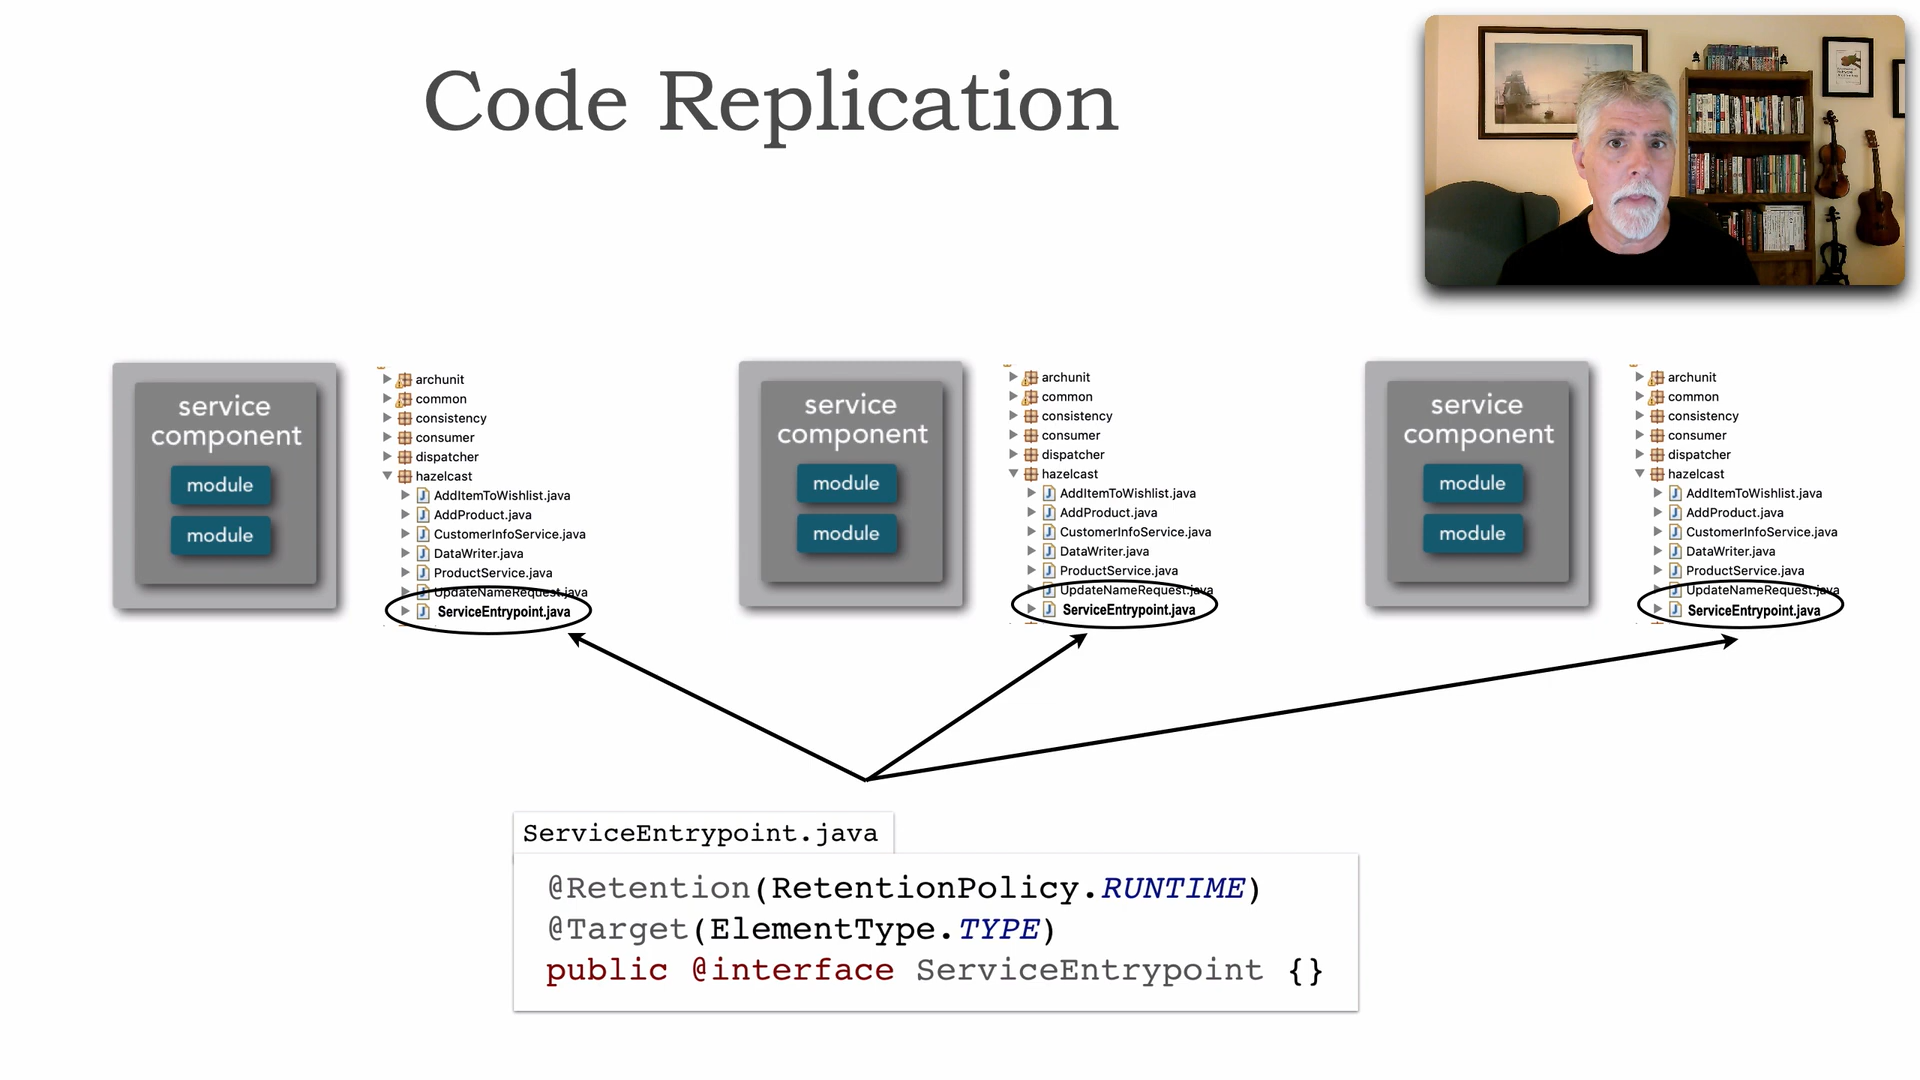 Code Replication
service
component
module
module
archunit
common
consistency
consumer
dispatcher
hazelcast
AddItemToWishlist.java
AddProduct.java
CustomerInfoService.java
DataWriter.java
ProductService.java
UpdateNameRequest.java
ServiceEntrypoint.java
service
component
module
module
archunit
common
consistency
consumer
dispatcher
hazelcast
AddItemToWishlist.java
AddProduct.java
CustomerInfoService.java
DataWriter.java
ProductService.java
UpdateNameRequest.java
ServiceEntrypoint.java
service
component
module
module
archunit
common
consistency
consumer
dispatcher
hazelcast
AddItemToWishlist.java
AddProduct.java
CustomerInfoService.java
DataWriter.java
ProductService.java
UpdateNameRequest.java
ServiceEntrypoint.java
ServiceEntrypoint.java
@Retention(RetentionPolicy.RUNTIME)
@Target(ElementType.TYPE)
public @interface ServiceEntrypoint {}